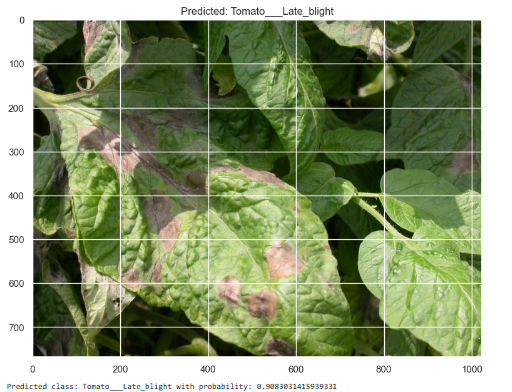 Predicted: Tomato___Late_blight
0
100
200
300
400
500
600
700
0 200 400 600 800 1000
Predicted class: Tomato___Late_blight with probability: 0.9083031415939331